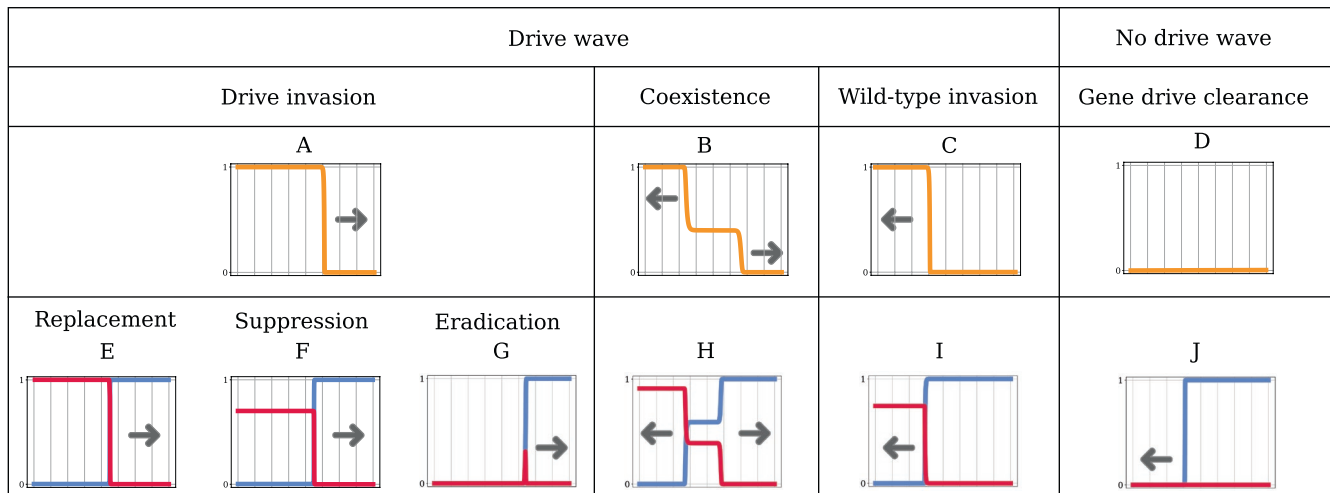 Drive wave
No drive wave
Drive invasion
Coexistence
Wild-type invasion
Gene drive clearance
A
1
0
B
1
0
C
1
0
D
1
0
Replacement
Suppression
Eradication
E
F
G
H
I
J
1
0
1
0
1
0
1
0
1
0
1
0